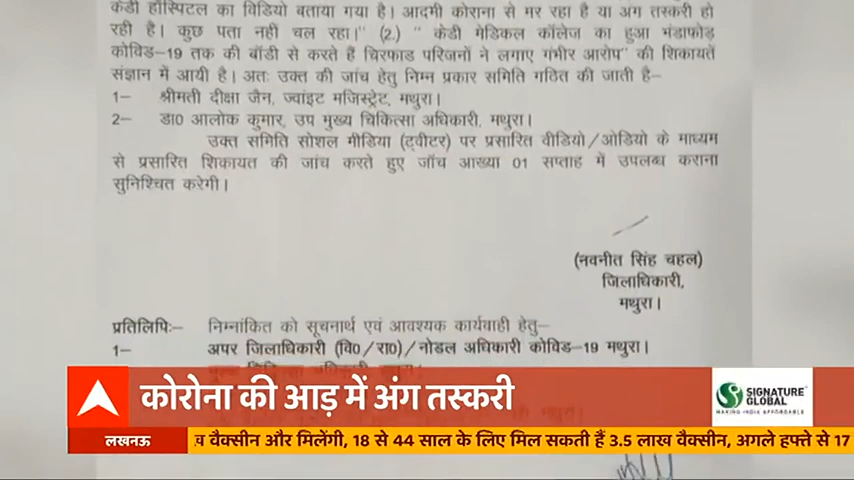 केडी हॉस्पिटल का विडियो बताया गया है। आदमी कोराना से मर रहा है या अंग तस्करी हो
रही है। कुछ पता नहीं चल रहा।" (2.) " केडी मेडिकल कॉलेज का हुआ भंडाफोड़
कोविड-19 तक की बॉडी से करते हैं चिरफाड परिजनों ने लगाए गंभीर आरोप" की शिकायतें
संज्ञान में आयी है। अतः उक्त की जांच हेतु निम्न प्रकार समिति गठित की जाती है–
1– श्रीमती दीक्षा जैन, ज्वांइट मजिस्ट्रेट, मथुरा।
2– डा0 आलोक कुमार, उप मुख्य चिकित्सा अधिकारी, मथुरा।
उक्त समिति सोशल मीडिया (ट्वीटर) पर प्रसारित वीडियो/ओडियो के माध्यम
से प्रसारित शिकायत की जांच करते हुए जॉच आख्या 01 सप्ताह में उपलब्ध कराना
सुनिश्चित करेगी।
(नवनीत सिंह चहल)
जिलाधिकारी,
मथुरा।
प्रतिलिपिः– निम्नांकित को सूचनार्थ एवं आवश्यक कार्यवाही हेतु–
1– अपर जिलाधिकारी (वि0/रा0)/नोडल अधिकारी कोविड–19 मथुरा।
कोरोना की आड़ में अंग तस्करी
SIGNATURE
GLOBAL
MAKING INDIA AFFORDABLE
लखनऊ
व वैक्सीन और मिलेंगी, 18 से 44 साल के लिए मिल सकती हैं 3.5 लाख वैक्सीन, अगले हफ्ते से 17